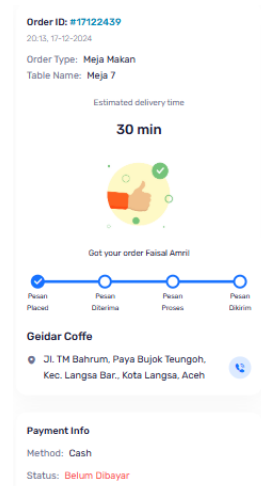 Order ID: #17122439
20:13, 17-12-2024
Order Type: Meja Makan
Table Name: Meja 7
Estimated delivery time
30 min
Got your order Faisal Amril
Pesan Placed
Pesan Diterima
Pesan Proses
Pesan Dikirim
Geidar Coffe
Jl. TM Bahrum, Paya Bujok Teungoh,
Kec. Langsa Bar., Kota Langsa, Aceh
Payment Info
Method: Cash
Status: Belum Dibayar